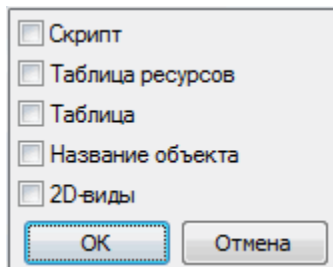 Скрипт
Таблица ресурсов
Таблица
Название объекта
2D-виды
ОК Отмена